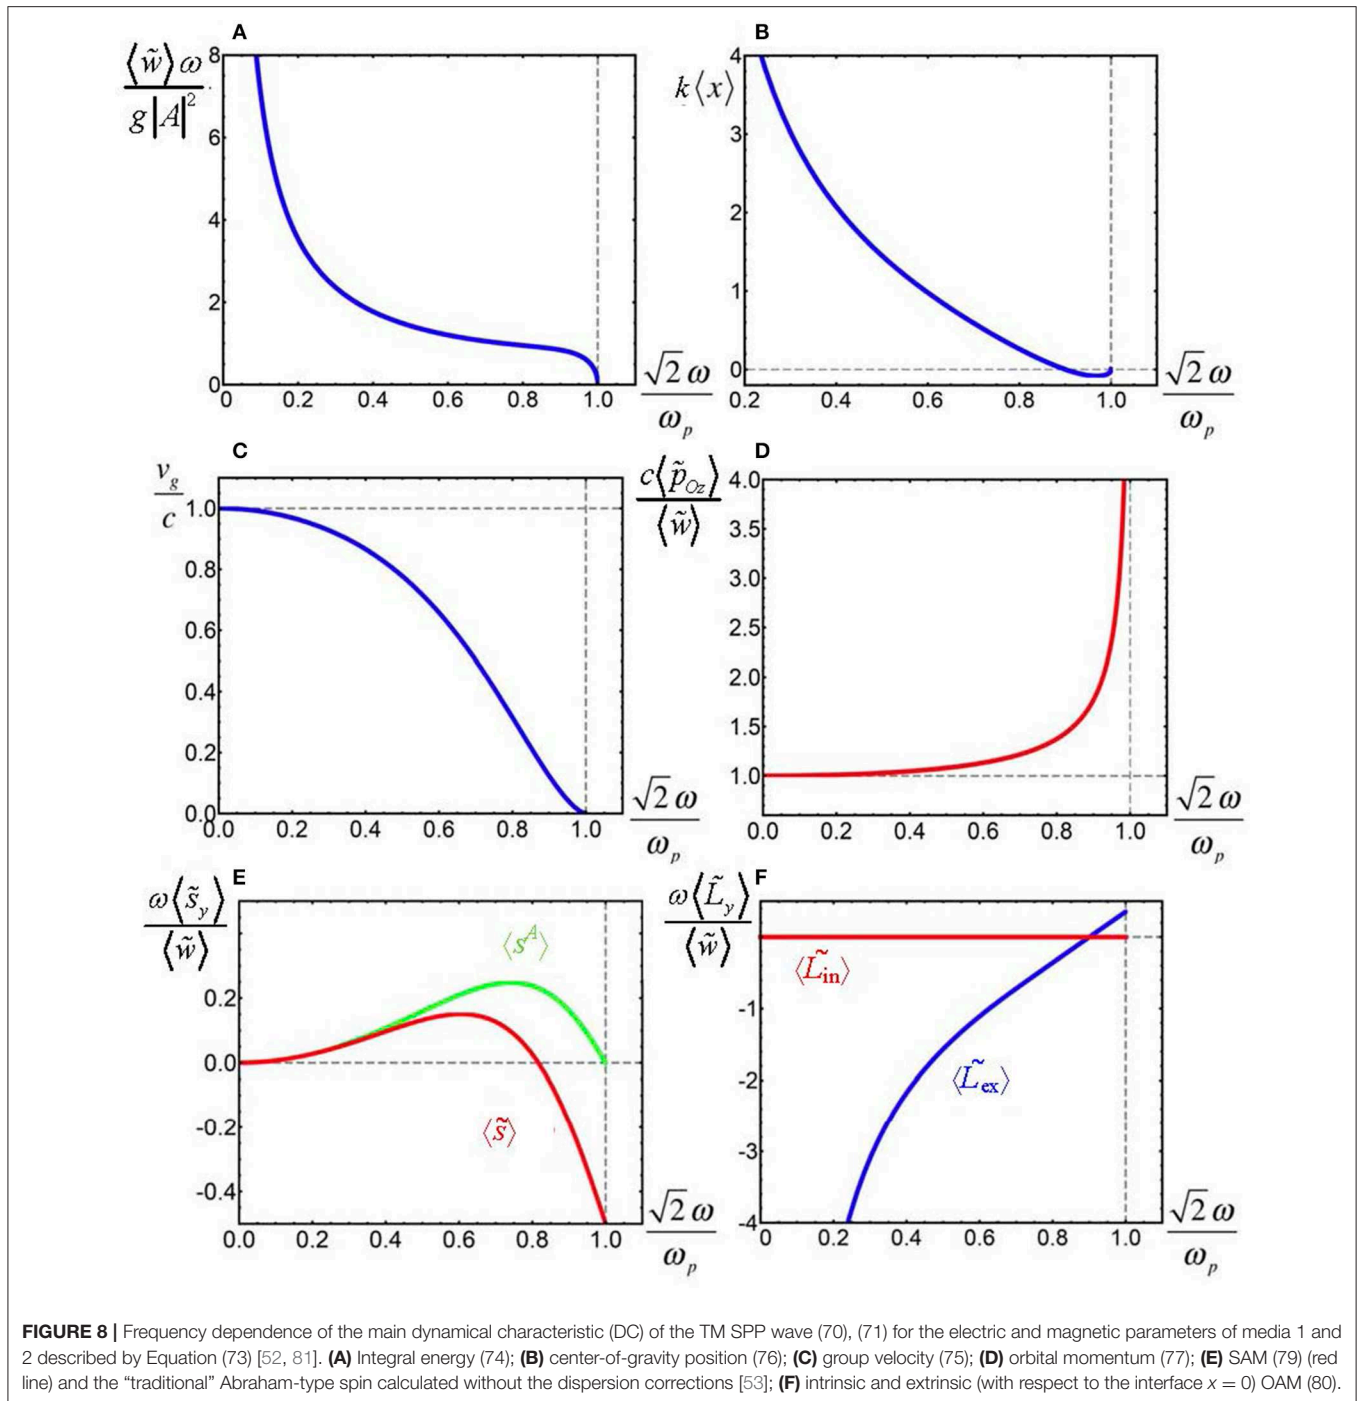 A
⟨w̃⟩ω
g|A|²
8
6
4
2
0
0 0.2 0.4 0.6 0.8 1.0
√2 ω
ω_p
B
k⟨x⟩
4
3
2
1
0
0.2 0.4 0.6 0.8 1.0
√2 ω
ω_p
C
v_g
c
1.0
0.8
0.6
0.4
0.2
0.0
0.0 0.2 0.4 0.6 0.8 1.0
√2 ω
ω_p
D
c⟨p̃_Oz⟩
⟨w̃⟩
4.0
3.5
3.0
2.5
2.0
1.5
1.0
0.0 0.2 0.4 0.6 0.8 1.0
√2 ω
ω_p
E
ω⟨s̃_y⟩
⟨w̃⟩
⟨s^A⟩
0.2
0.0
-0.2
⟨s̃⟩
-0.4
0.0 0.2 0.4 0.6 0.8 1.0
√2 ω
ω_p
F
ω⟨L̃_y⟩
⟨w̃⟩
⟨L̃_in⟩
-1
⟨L̃_ex⟩
-2
-3
-4
0 0.2 0.4 0.6 0.8 1.0
√2 ω
ω_p
FIGURE 8 | Frequency dependence of the main dynamical characteristic (DC) of the TM SPP wave (70), (71) for the electric and magnetic parameters of media 1 and
2 described by Equation (73) [52, 81]. (A) Integral energy (74); (B) center-of-gravity position (76); (C) group velocity (75); (D) orbital momentum (77); (E) SAM (79) (red
line) and the “traditional” Abraham-type spin calculated without the dispersion corrections [53]; (F) intrinsic and extrinsic (with respect to the interface x = 0) OAM (80).